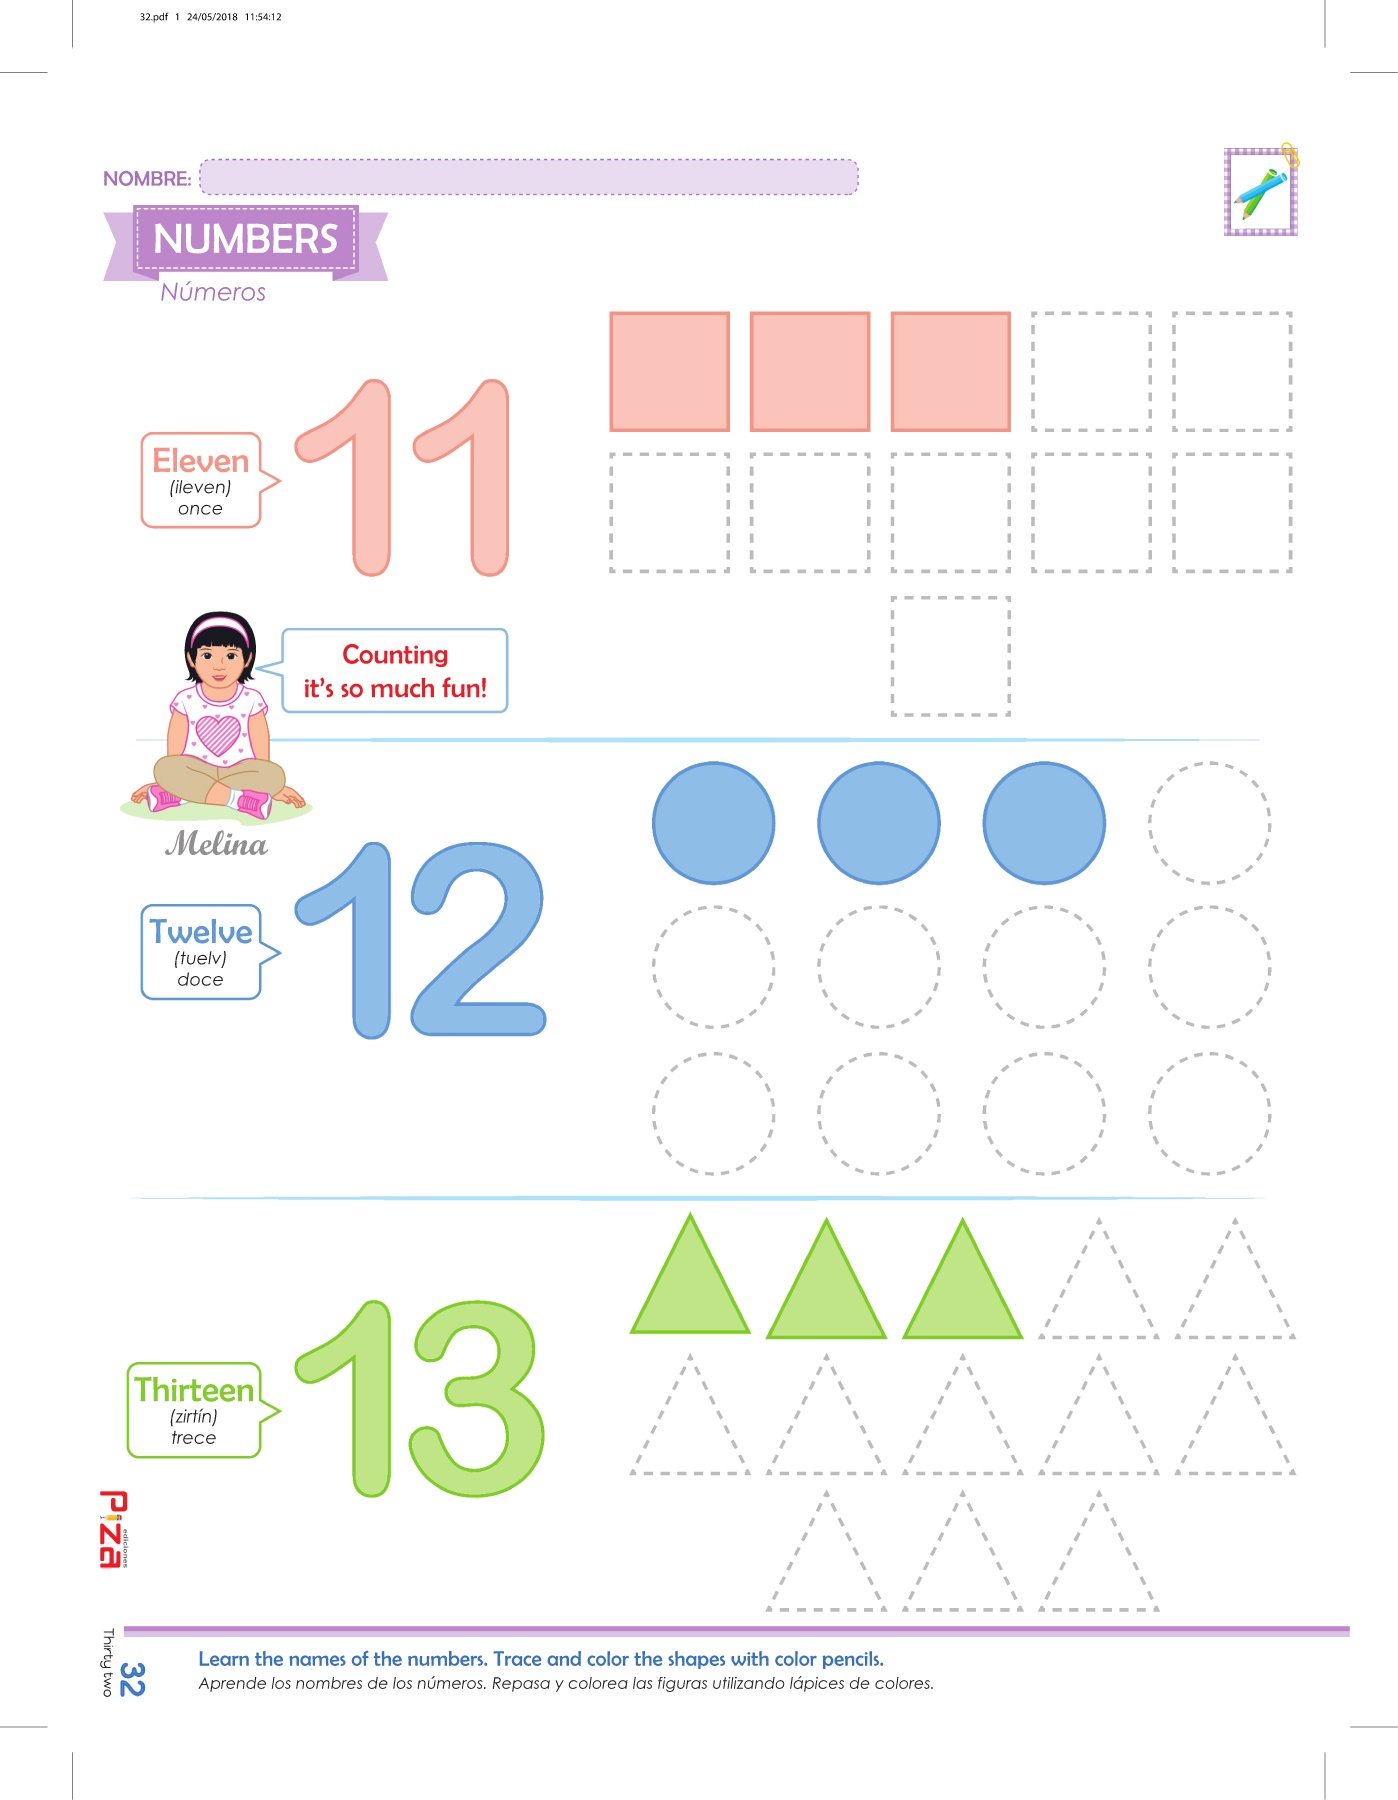 32.pdf 1 24/05/2018 11:54:12
NOMBRE:
NUMBERS
Números
Eleven
(ileven)
once
11
Counting
it's so much fun!
Melina
Twelve
(tuelv)
doce
12
Thirteen
(zirtín)
trece
13
Piza
ediciones
Thirty two
32
Learn the names of the numbers. Trace and color the shapes with color pencils.
Aprende los nombres de los números. Repasa y colorea las figuras utilizando lápices de colores.